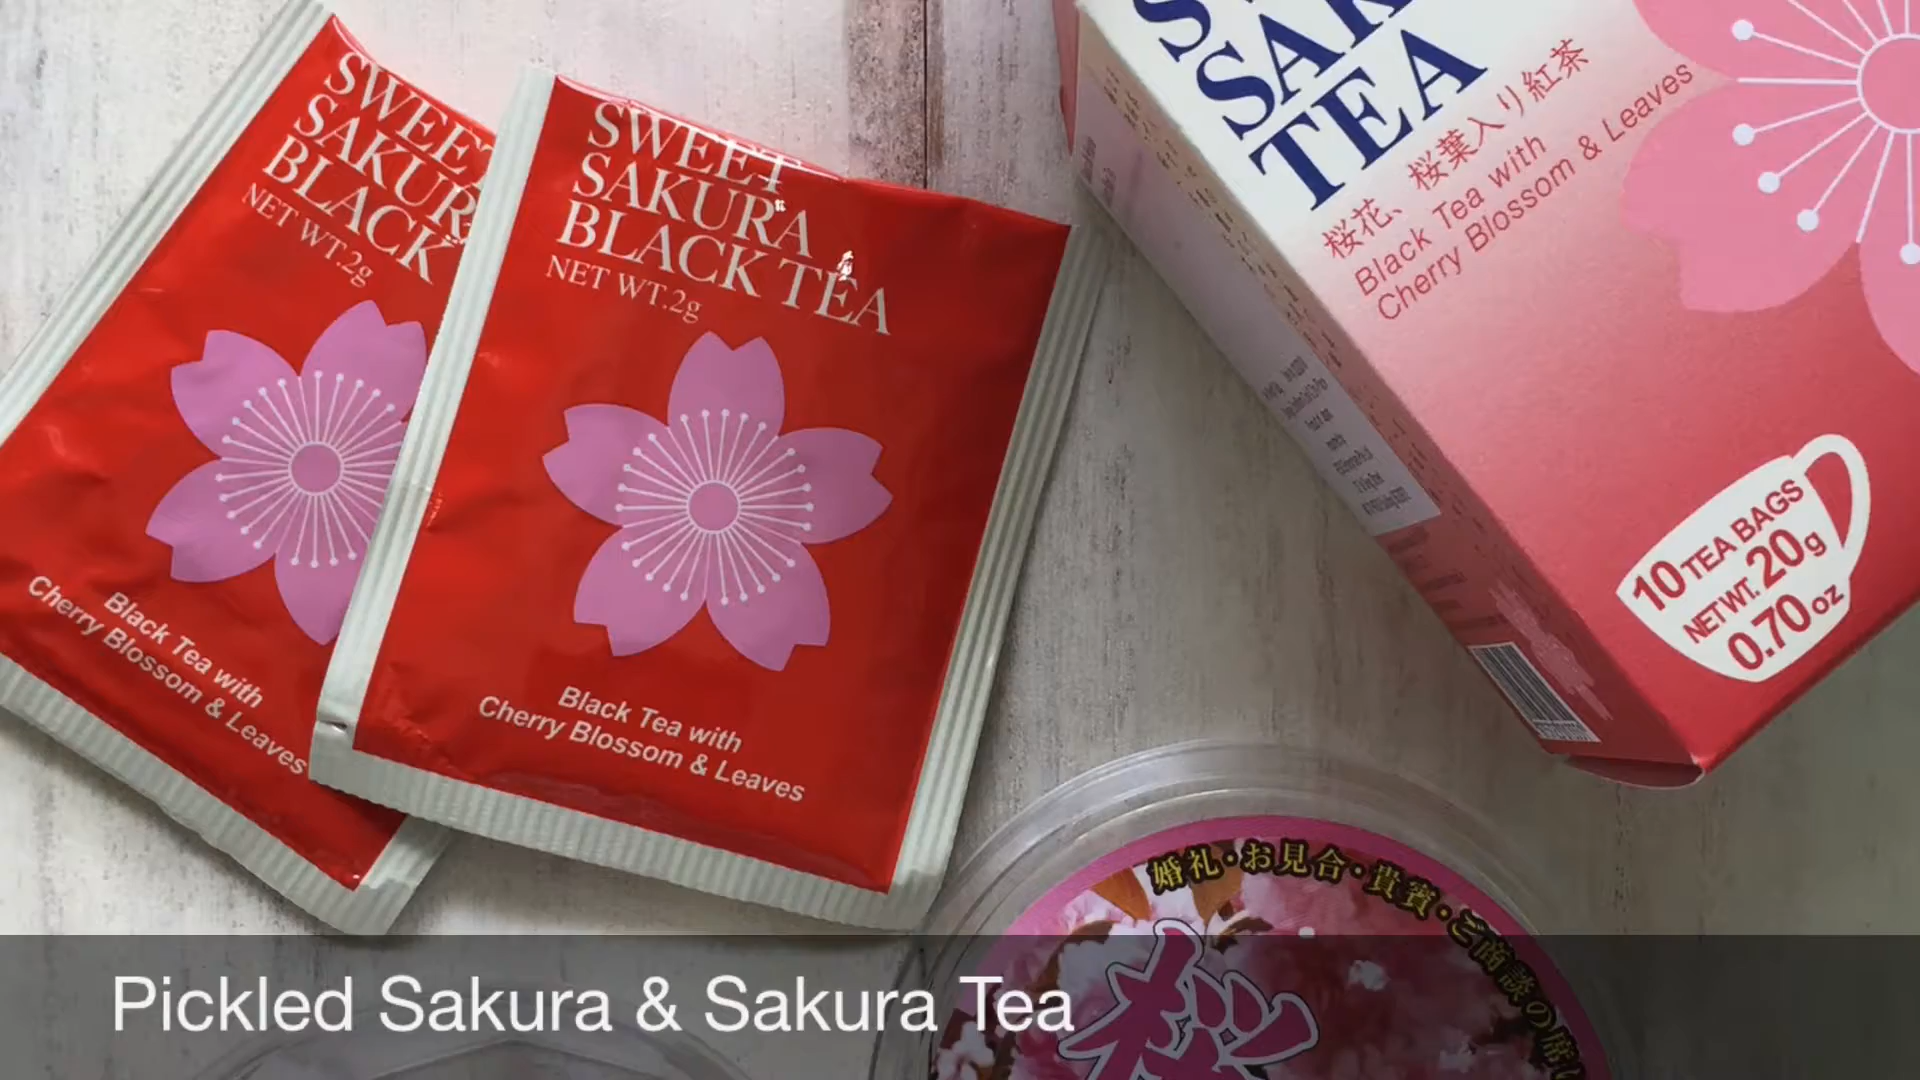 SWEET
SAKURA
BLACK
NET WT.2g
Black Tea with
Cherry Blossom & Leaves
SWEET
SAKURA
BLACK TEA
NET WT.2g
Black Tea with
Cherry Blossom & Leaves
TEA
桜花、桜葉入り紅茶
Black Tea with
Cherry Blossom & Leaves
10 TEA BAGS
NET WT. 20g
0.70 oz
婚礼・お見合・貴賓・ご商談の席
桜
Pickled Sakura & Sakura Tea